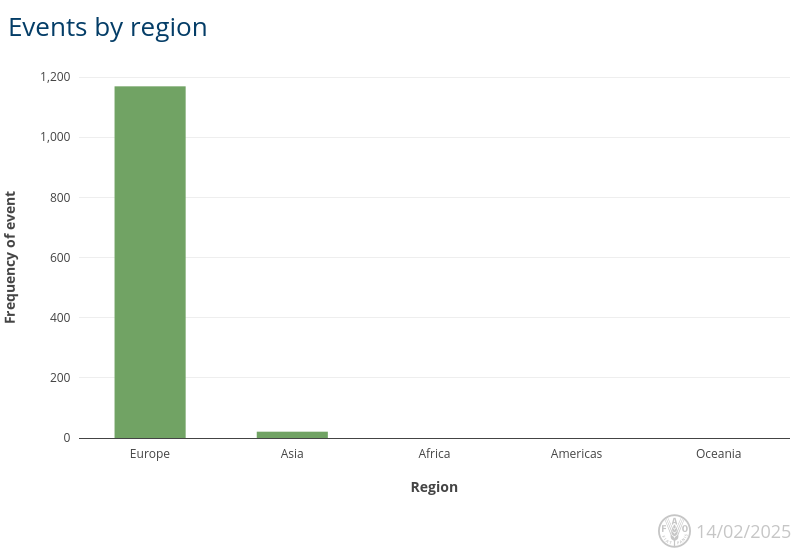 Events by region
1,200
1,000
800
600
400
200
0
Frequency of event
Europe
Asia
Africa
Americas
Oceania
Region
F A O
14/02/2025